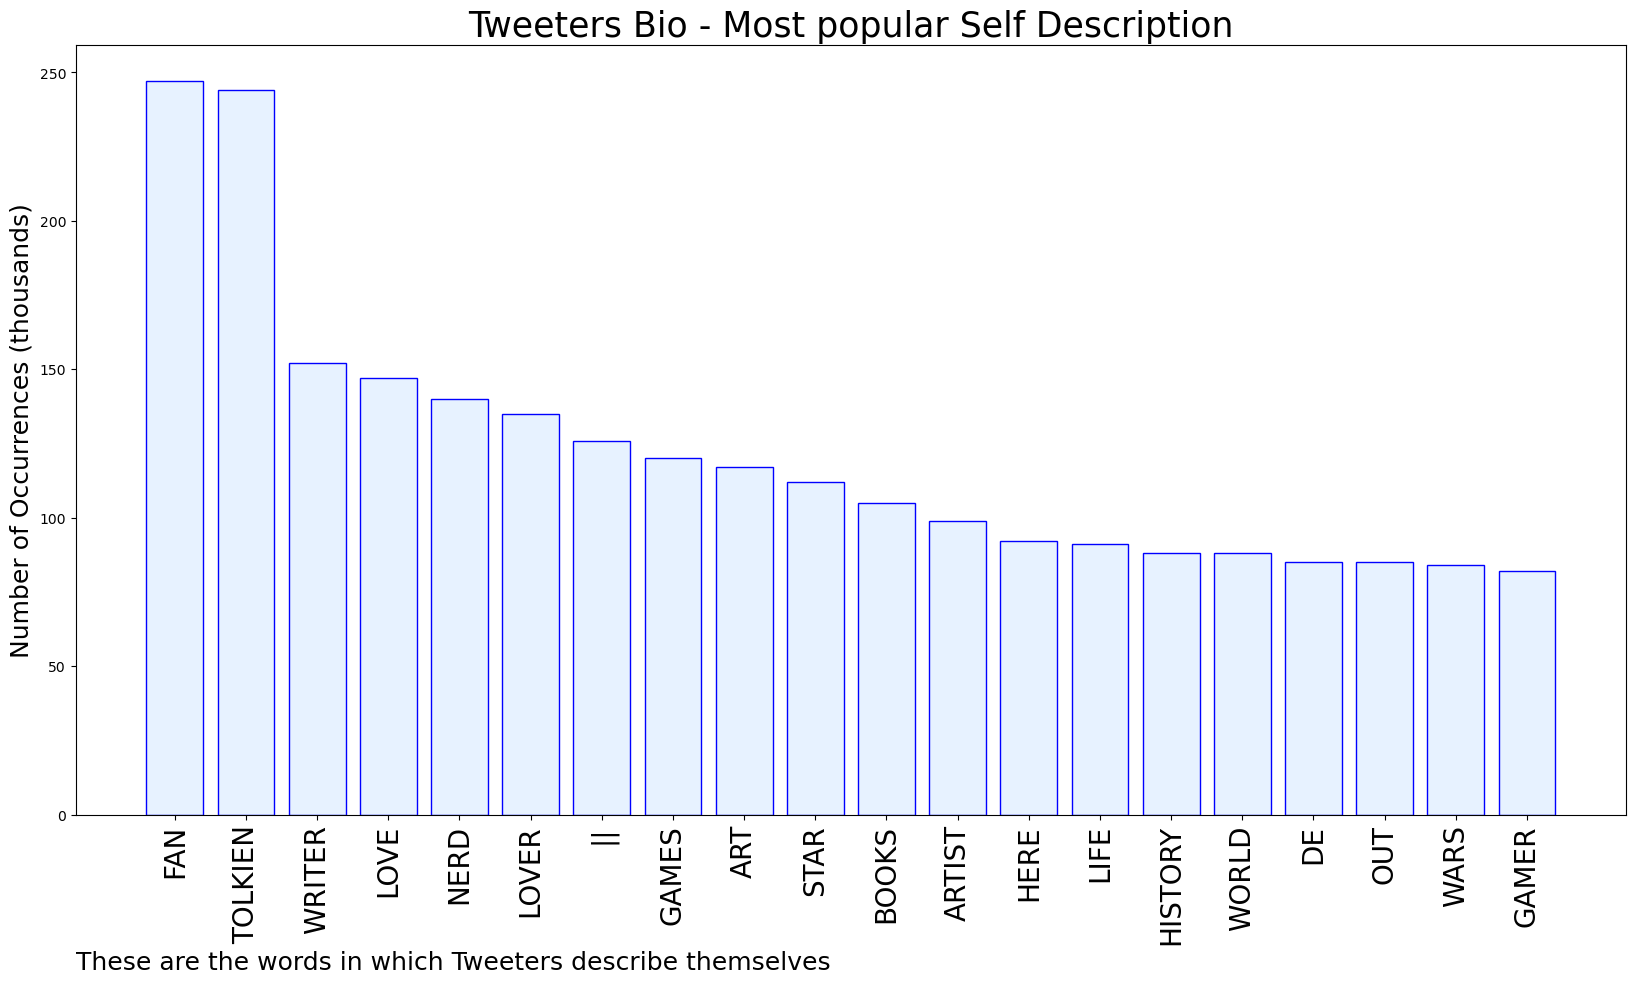 Tweeters Bio - Most popular Self Description
Number of Occurrences (thousands)
250
200
150
100
50
0
FAN
TOLKIEN
WRITER
LOVE
NERD
LOVER
||
GAMES
ART
STAR
BOOKS
ARTIST
HERE
LIFE
HISTORY
WORLD
DE
OUT
WARS
GAMER
These are the words in which Tweeters describe themselves